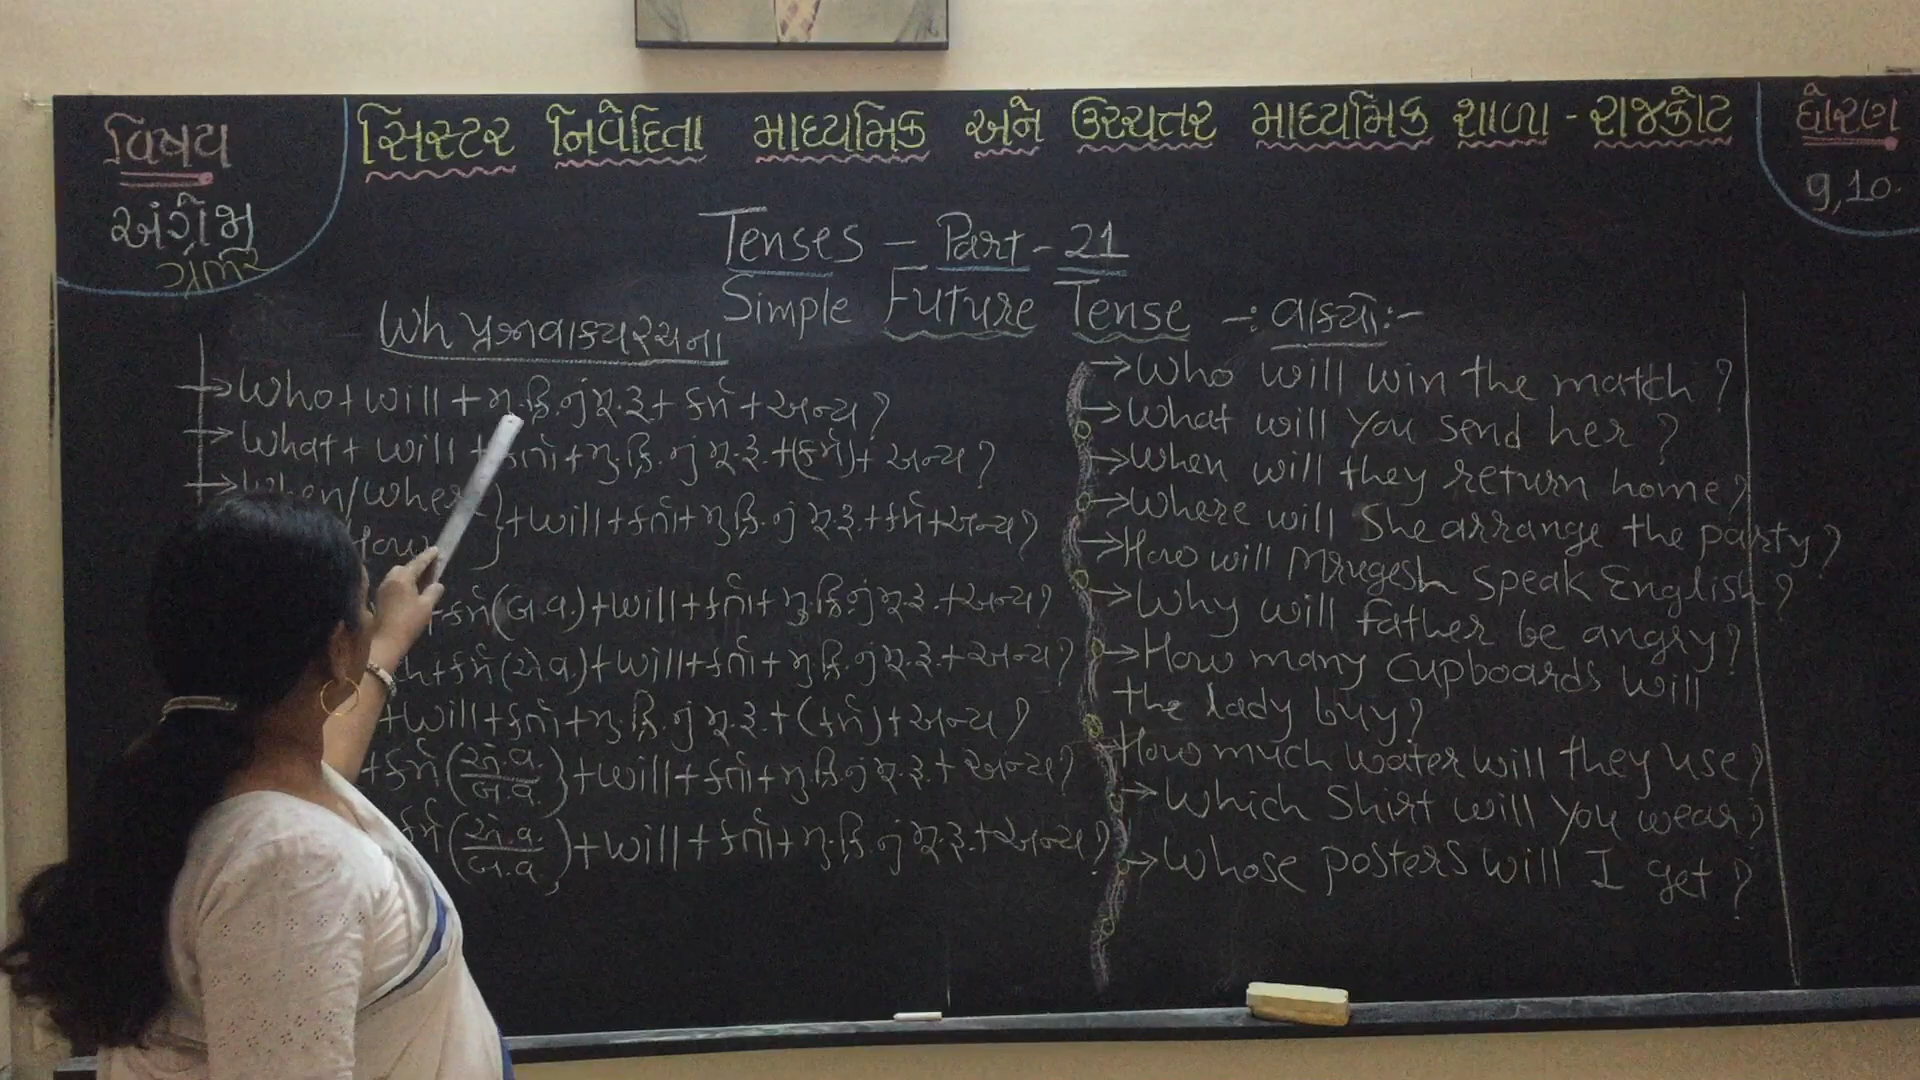 વિષય
અંગ્રેજી
ગ્રામર
સિસ્ટર નિવેદિતા માધ્યમિક અને ઉચ્ચતર માધ્યમિક શાળા - રાજકોટ
ધોરણ
9,10.
Tenses - Part - 21
Simple Future Tense -: વાક્યો:-
Wh પ્રશ્નવાક્યરચના
→ Who + will + મુ.ક્રિ.નું મૂ.રૂ + કર્મ + અન્ય ?
→ What + will + કર્તા + મુ.ક્રિ.નું મૂ.રૂ. + (કર્મ) + અન્ય ?
→ When/Where
How } + will + કર્તા + મુ.ક્રિ.નું મૂ.રૂ. + કર્મ + અન્ય ?
+ કર્મ (બ.વ.) + will + કર્તા + મુ.ક્રિ.નું મૂ.રૂ. + અન્ય ?
h + કર્મ (એ.વ) + will + કર્તા + મુ.ક્રિ.નું મૂ.રૂ. + અન્ય ?
+ will + કર્તા + મુ.ક્રિ.નું મૂ.રૂ. + (કર્મ) + અન્ય ?
+ કર્મ (એ.વ./બ.વ.) + will + કર્તા + મુ.ક્રિ.નું મૂ.રૂ. + અન્ય ?
કર્મ (એ.વ./બ.વ.) + will + કર્તા + મુ.ક્રિ.નું મૂ.રૂ. + અન્ય ?
→ Who will win the match ?
→ What will you send her ?
→ When will they return home ?
→ Where will She arrange the party ?
→ How will Mrugesh speak English ?
→ Why will father be angry ?
→ How many cupboards will
the lady buy ?
→ How much water will they use ?
→ Which Shirt will you wear ?
→ Whose posters will I get ?